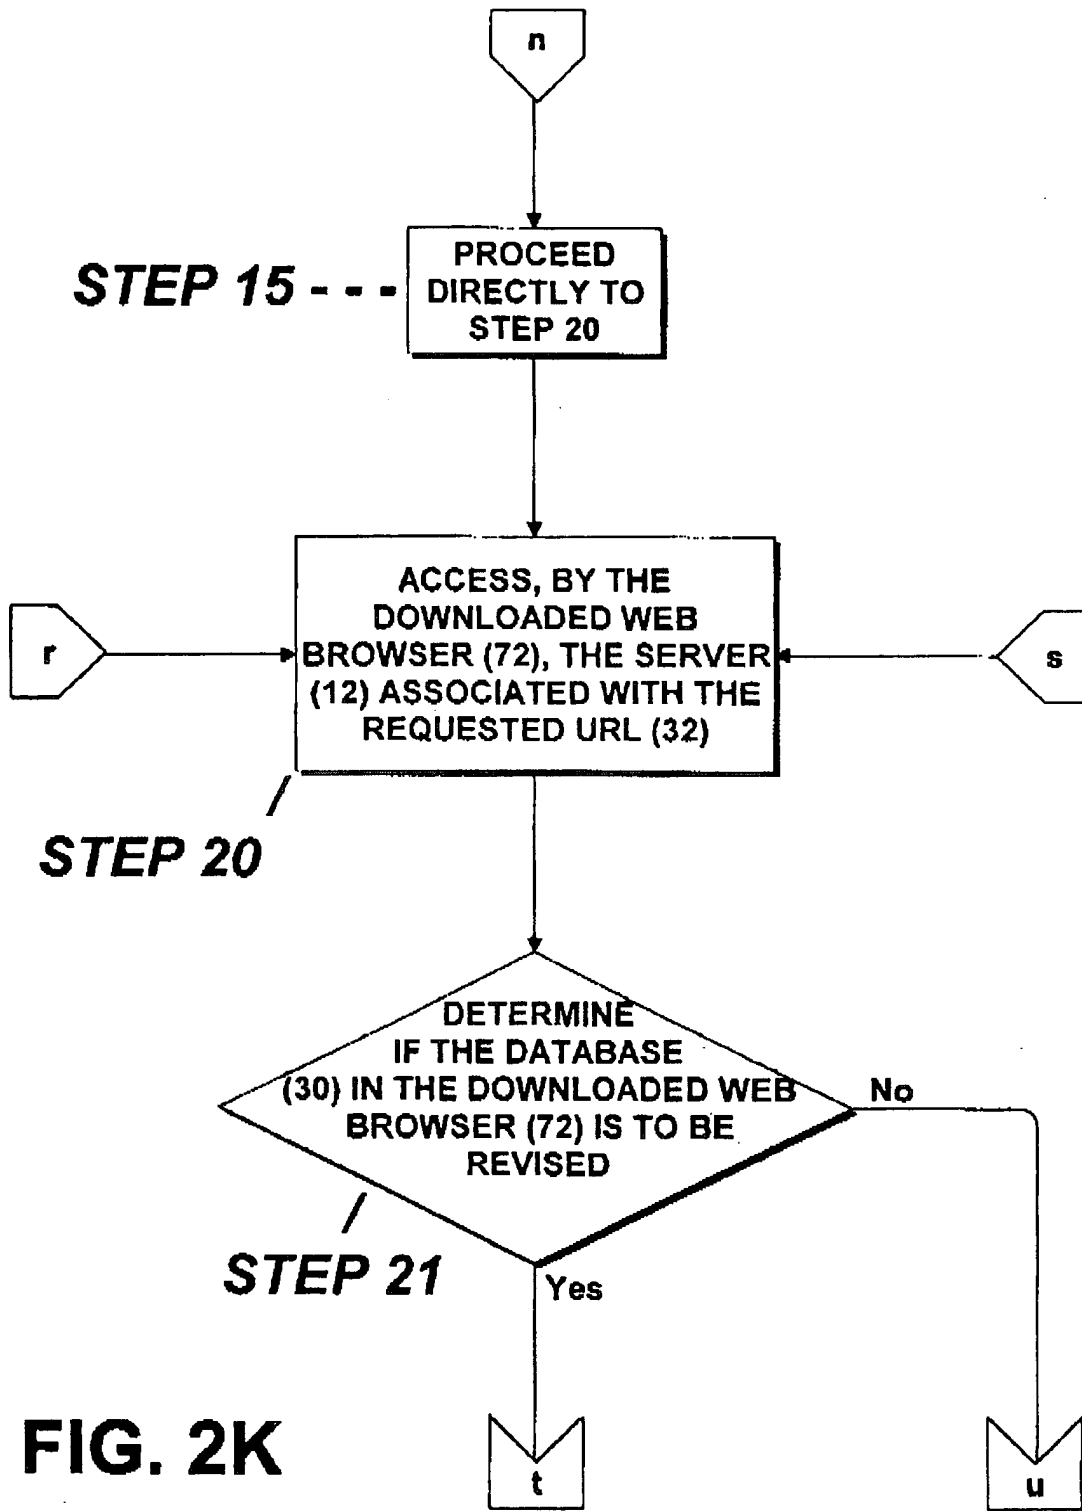 n
STEP 15 - - -
PROCEED
DIRECTLY TO
STEP 20
r
ACCESS, BY THE
DOWNLOADED WEB
BROWSER (72), THE SERVER
(12) ASSOCIATED WITH THE
REQUESTED URL (32)
s
STEP 20
DETERMINE
IF THE DATABASE
(30) IN THE DOWNLOADED WEB
BROWSER (72) IS TO BE
REVISED
No
STEP 21
Yes
FIG. 2K
t
u